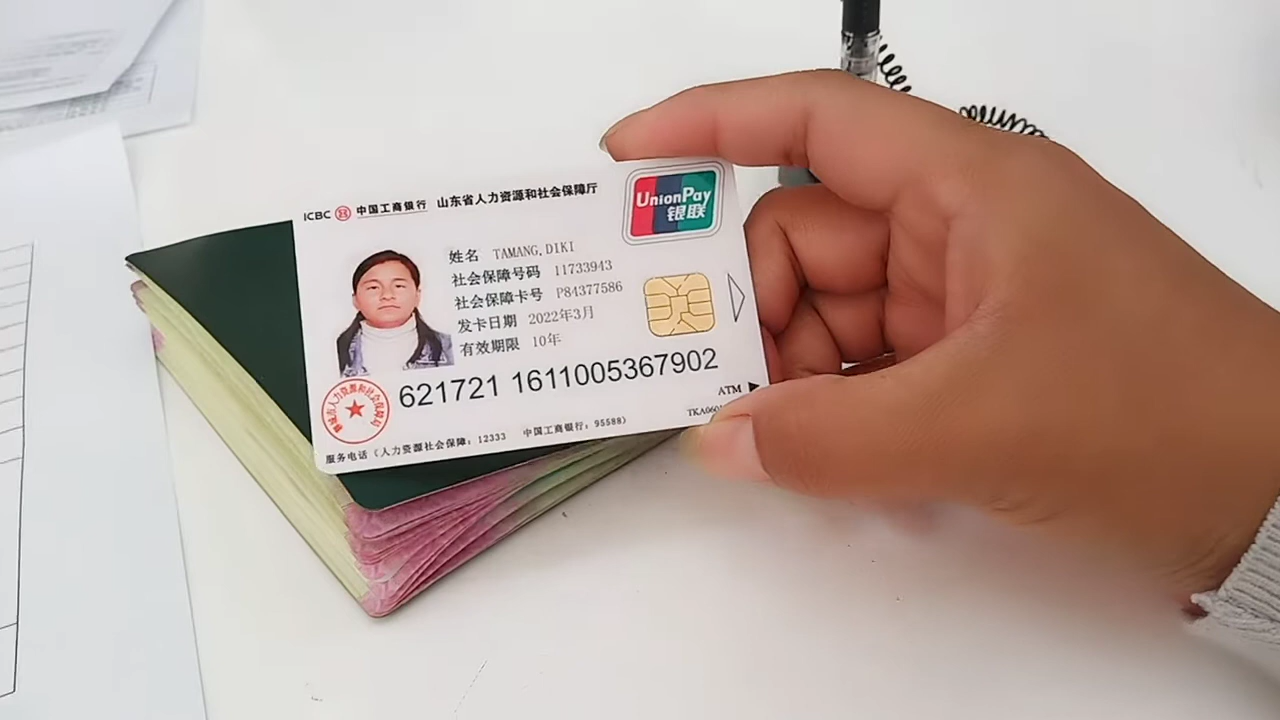 ICBC 中国工商银行 山东省人力资源和社会保障厅
UnionPay
银联
姓名 TAMANG,DIKI
社会保障号码 11733943
社会保障卡号 P84377586
发卡日期 2022年3月
有效期限 10年
621721 1611005367902
ATM
服务电话（人力资源社会保障：12333 中国工商银行：95588）